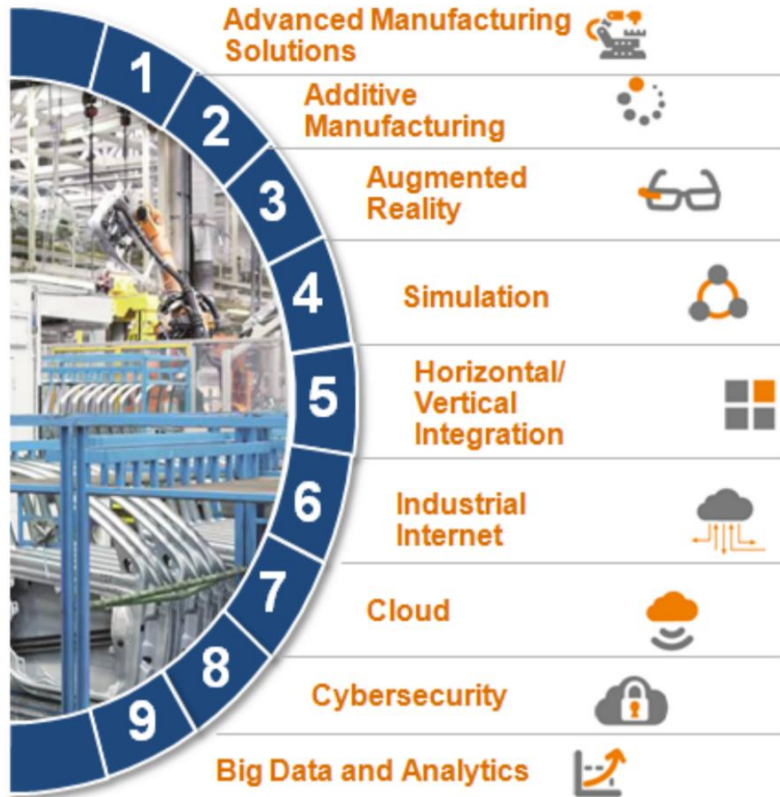 1
Advanced Manufacturing
Solutions
2
Additive
Manufacturing
3
Augmented
Reality
4
Simulation
5
Horizontal/
Vertical
Integration
6
Industrial
Internet
7
Cloud
8
Cybersecurity
9
Big Data and Analytics